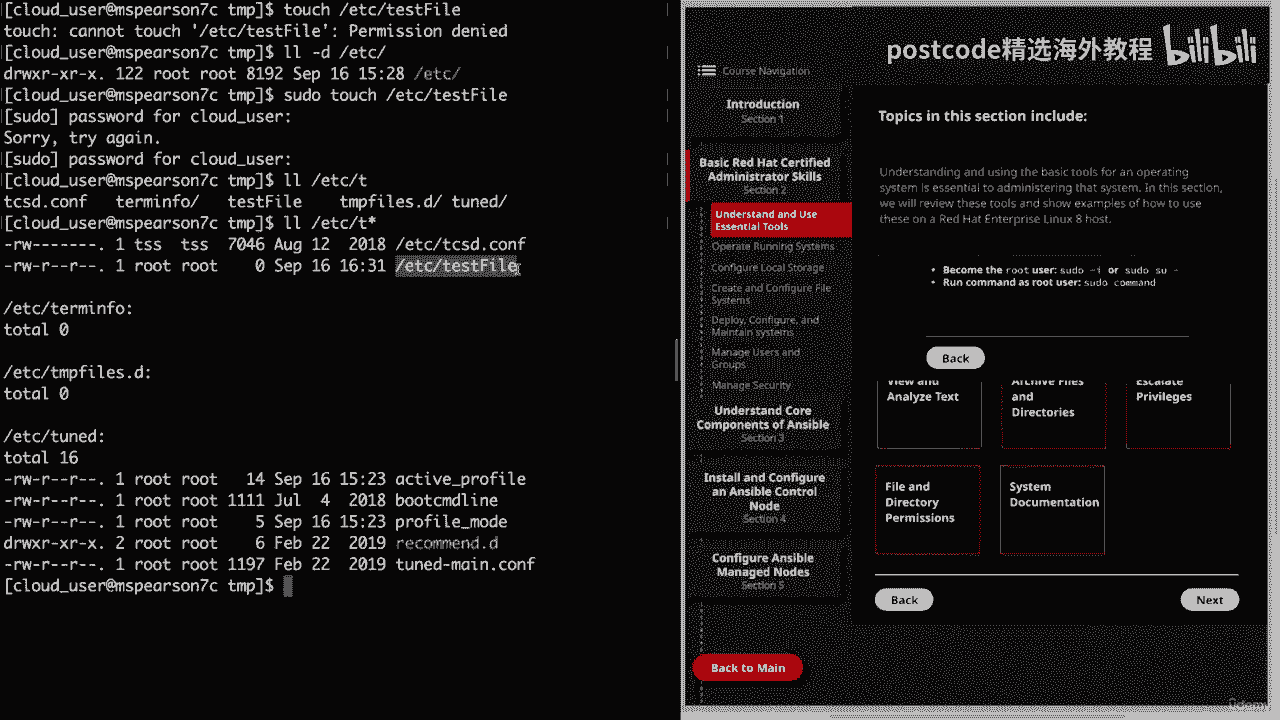 [cloud_user@mspearson7c tmp]$ touch /etc/testFile
touch: cannot touch '/etc/testFile': Permission denied
[cloud_user@mspearson7c tmp]$ ll -d /etc/
drwxr-xr-x. 122 root root 8192 Sep 16 15:28 /etc/
[cloud_user@mspearson7c tmp]$ sudo touch /etc/testFile
[sudo] password for cloud_user:
Sorry, try again.
[sudo] password for cloud_user:
[cloud_user@mspearson7c tmp]$ ll /etc/t
tcsd.conf   terminfo/   testFile    tmpfiles.d/ tuned/
[cloud_user@mspearson7c tmp]$ ll /etc/t*
-rw-------. 1 tss  tss  7046 Aug 12  2018 /etc/tcsd.conf
-rw-r--r--. 1 root root    0 Sep 16 16:31 /etc/testFile
/etc/terminfo:
total 0
/etc/tmpfiles.d:
total 0
/etc/tuned:
total 16
-rw-r--r--. 1 root root   14 Sep 16 15:23 active_profile
-rw-r--r--. 1 root root 1111 Jul  4  2018 bootcmdline
-rw-r--r--. 1 root root    5 Sep 16 15:23 profile_mode
drwxr-xr-x. 2 root root    6 Feb 22  2019 recommend.d
-rw-r--r--. 1 root root 1197 Feb 22  2019 tuned-main.conf
[cloud_user@mspearson7c tmp]$
postcode精选海外教程 bilibili
Course Navigation
Introduction
Section 1
Basic Red Hat Certified
Administrator Skills
Section 2
Understand and Use
Essential Tools
Operate Running Systems
Configure Local Storage
Create and Configure File
Systems
Deploy, Configure, and
Maintain systems
Manage Users and
Groups
Manage Security
Understand Core
Components of Ansible
Section 3
Install and Configure
an Ansible Control
Node
Section 4
Configure Ansible
Managed Nodes
Section 5
Back to Main
Topics in this section include:
Understanding and using the basic tools for an operating
system is essential to administering that system. In this section,
we will review these tools and show examples of how to use
these on a Red Hat Enterprise Linux 8 host.
• Become the root user: sudo -i or sudo su -
• Run command as root user: sudo command
Back
View and
Analyze Text
Archive Files
and
Directories
Escalate
Privileges
File and
Directory
Permissions
System
Documentation
Back
Next